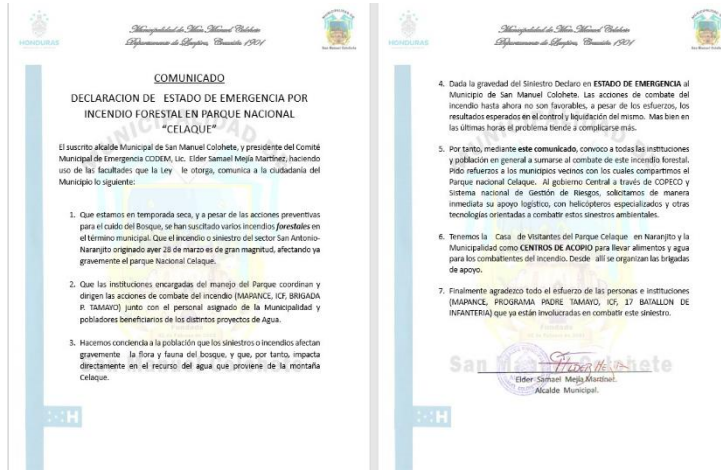 HONDURAS
Municipalidad de San Manuel Colohete
Departamento de Lempira, Creación 1901
San Manuel Colohete
COMUNICADO
DECLARACION DE ESTADO DE EMERGENCIA POR
INCENDIO FORESTAL EN PARQUE NACIONAL
“CELAQUE”
El suscrito alcalde Municipal de San Manuel Colohete, y presidente del Comité
Municipal de Emergencia CODEM, Lic. Elder Samael Mejía Martínez, haciendo
uso de las facultades que la Ley le otorga, comunica a la ciudadanía del
Municipio lo siguiente:
1. Que estamos en temporada seca, y a pesar de las acciones preventivas
para el cuido del Bosque, se han suscitado varios incendios forestales en
el término municipal. Que el incendio o siniestro del sector San Antonio-
Naranjito originado ayer 28 de marzo es de gran magnitud, afectando ya
gravemente el parque Nacional Celaque.
2. Que las instituciones encargadas del manejo del Parque coordinan y
dirigen las acciones de combate del incendio (MAPANCE, ICF, BRIGADA
P. TAMAYO) junto con el personal asignado de la Municipalidad y
pobladores beneficiarios de los distintos proyectos de Agua.
3. Hacemos conciencia a la población que los siniestros o incendios afectan
gravemente la flora y fauna del bosque, y que, por tanto, impacta
directamente en el recurso del agua que proviene de la montaña
Celaque.
HONDURAS
Municipalidad de San Manuel Colohete
Departamento de Lempira, Creación 1901
San Manuel Colohete
4. Dada la gravedad del Siniestro Declaro en ESTADO DE EMERGENCIA al
Municipio de San Manuel Colohete. Las acciones de combate del
incendio hasta ahora no son favorables, a pesar de los esfuerzos, los
resultados esperados en el control y liquidación del mismo. Mas bien en
las últimas horas el problema tiende a complicarse más.
5. Por tanto, mediante este comunicado, convoco a todas las instituciones
y población en general a sumarse al combate de este incendio forestal.
Pido refuerzos a los municipios vecinos con los cuales compartimos el
Parque nacional Celaque. Al gobierno Central a través de COPECO y
Sistema nacional de Gestión de Riesgos, solicitamos de manera
inmediata su apoyo logístico, con helicópteros especializados y otras
tecnologías orientadas a combatir estos sinestros ambientales.
6. Tenemos la Casa de Visitantes del Parque Celaque en Naranjito y la
Municipalidad como CENTROS DE ACOPIO para llevar alimentos y agua
para los combatientes del incendio. Desde allí se organizan las brigadas
de apoyo.
7. Finalmente agradezco todo el esfuerzo de las personas e instituciones
(MAPANCE, PROGRAMA PADRE TAMAYO, ICF, 17 BATALLON DE
INFANTERIA) que ya están involucradas en combatir este siniestro.
San Manuel Colohete
Elder Samael Mejía Martínez.
Alcalde Municipal.